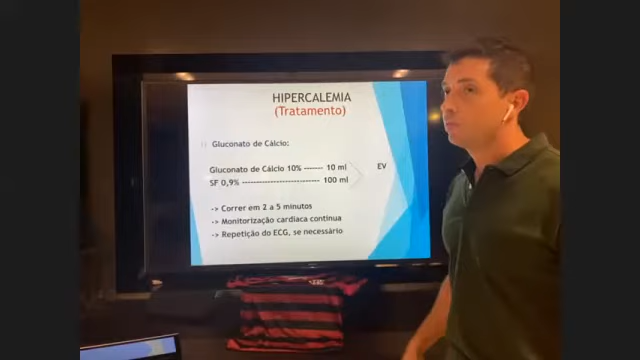 HIPERCALEMIA
(Tratamento)
Gluconato de Cálcio:
Gluconato de Cálcio 10% ------- 10 ml
SF 0,9% ---------------------------- 100 ml
EV
-> Correr em 2 a 5 minutos
-> Monitorização cardíaca contínua
-> Repetição do ECG, se necessário